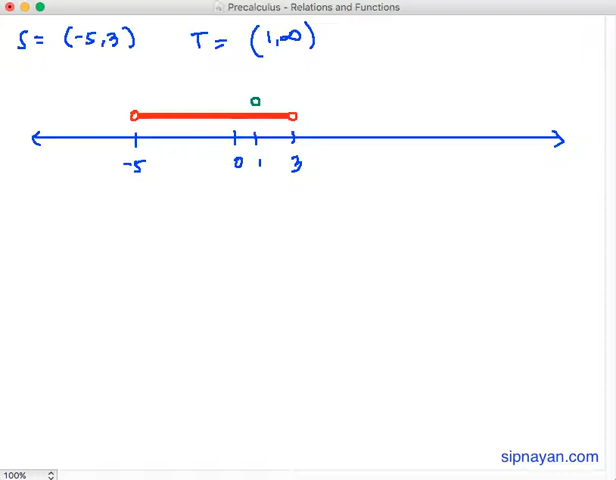 Precalculus - Relations and Functions
S = (-5,3) T = (1,∞)
-5 0 1 3
sipnayan.com
100%